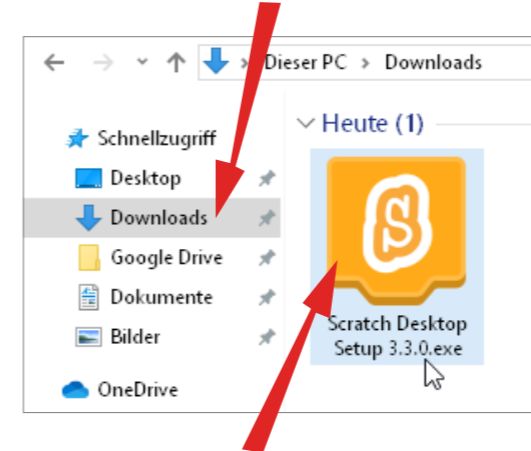 Dieser PC > Downloads
Schnellzugriff
Desktop
Downloads
Google Drive
Dokumente
Bilder
OneDrive
Heute (1)
S
Scratch Desktop
Setup 3.3.0.exe